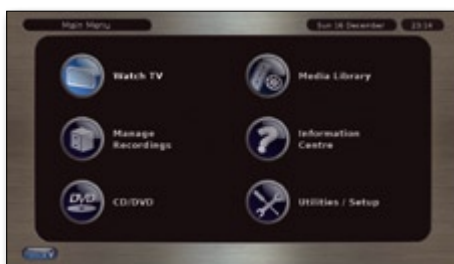 Main Menu
Sun 16 December
23:14
Watch TV
Media Library
Manage
Recordings
Information
Centre
DVD
CD/DVD
Utilities / Setup